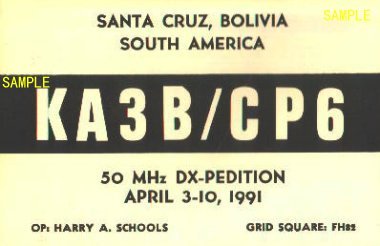 SAMPLE
SANTA CRUZ, BOLIVIA
SOUTH AMERICA
SAMPLE
KA3B/CP6
50 MHz DX-PEDITION
APRIL 3-10, 1991
OP: HARRY A. SCHOOLS GRID SQUARE: FH82